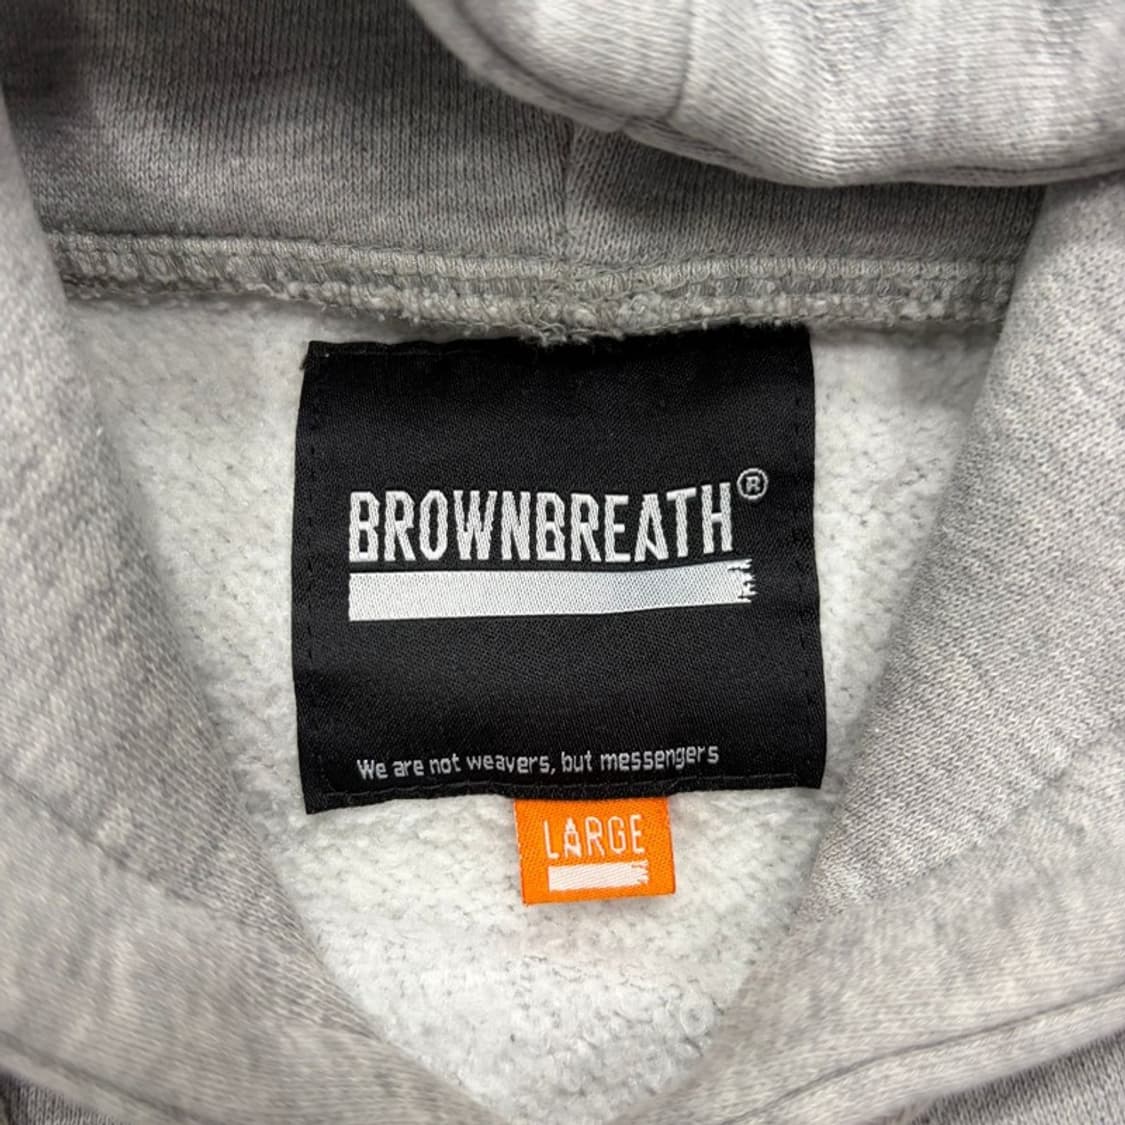 BROWNBREATH®
We are not weavers, but messengers
LARGE